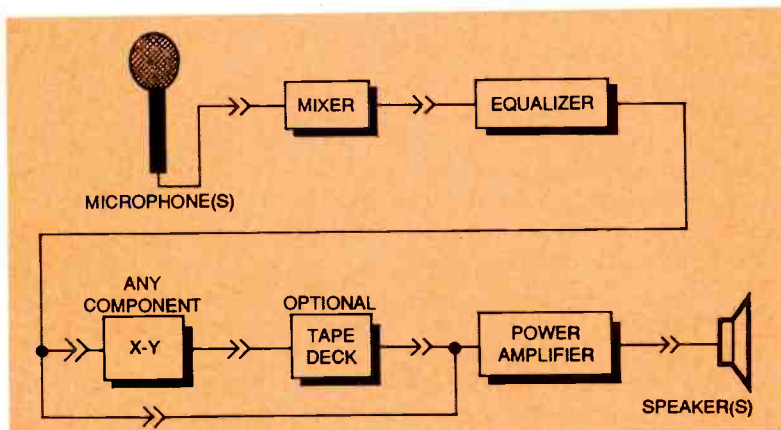 MIXER
EQUALIZER
MICROPHONE(S)
ANY
COMPONENT
X-Y
OPTIONAL
TAPE
DECK
POWER
AMPLIFIER
SPEAKER(S)